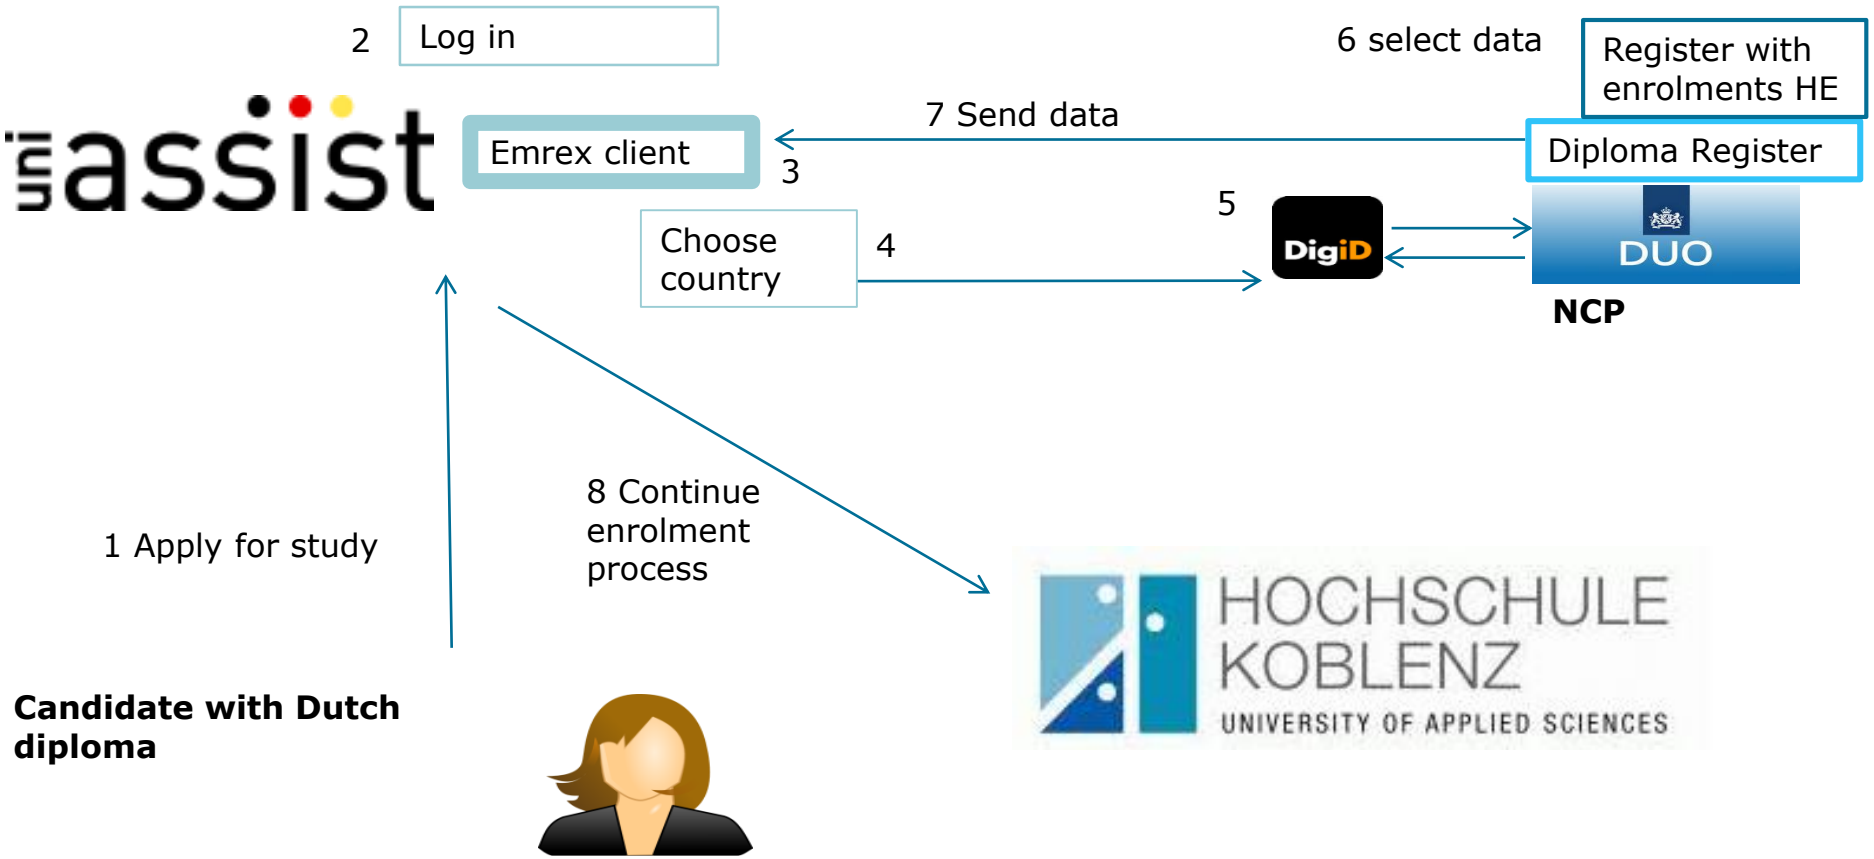 2
Log in
6 select data
Register with
enrolments HE
uni
assist
7 Send data
Emrex client
3
Diploma Register
5
Choose
country
4
DigiD
DUO
NCP
8 Continue
enrolment
process
1 Apply for study
HOCHSCHULE
KOBLENZ
UNIVERSITY OF APPLIED SCIENCES
Candidate with Dutch
diploma